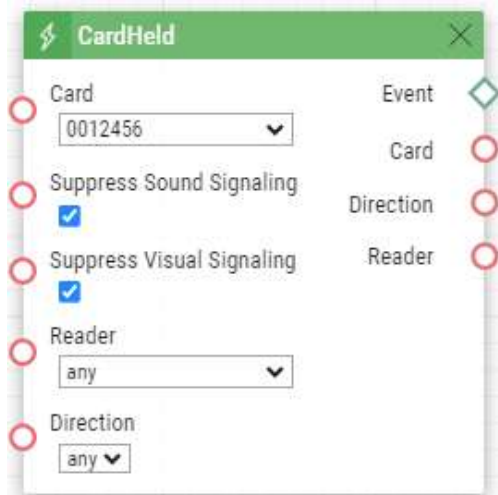 CardHeld
Card
0012456
Suppress Sound Signaling
Suppress Visual Signaling
Reader
any
Direction
any
Event
Card
Direction
Reader